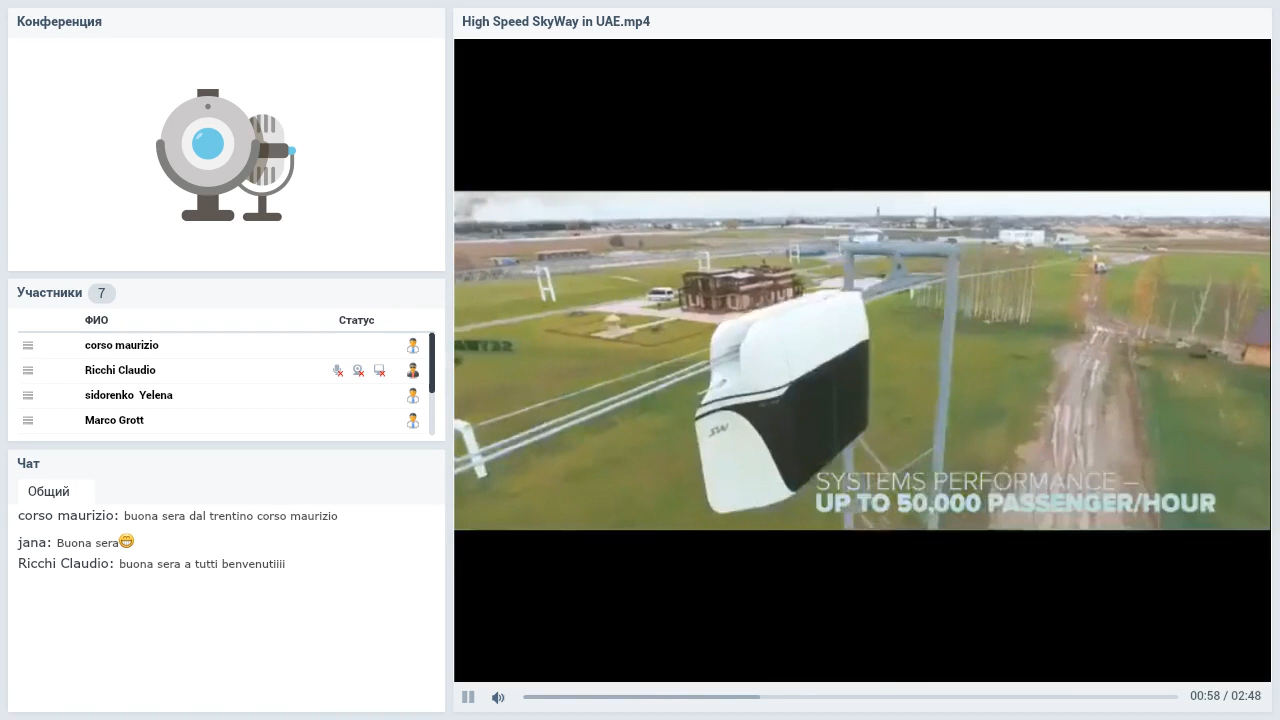 Конференция
High Speed SkyWay in UAE.mp4
Участники 7
ФИО Статус
corso maurizio
Ricchi Claudio
sidorenko Yelena
Marco Grott
Чат
Общий
corso maurizio: buona sera dal trentino corso maurizio
jana: Buona sera
Ricchi Claudio: buona sera a tutti benvenutiiii
SW
SYSTEMS PERFORMANCE –
UP TO 50,000 PASSENGER/HOUR
00:58 / 02:48